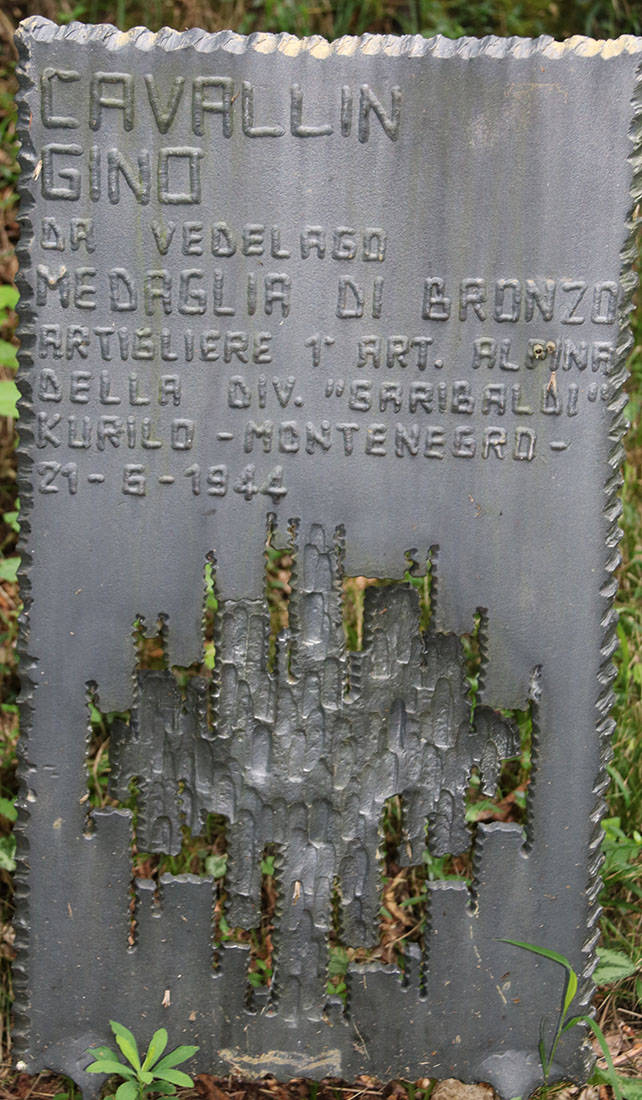 CAVALLIN
GINO
DA VEDELAGO
MEDAGLIA DI BRONZO
ARTIGLIERE 1° ART. ALPINA
DELLA DIV. "GARIBALDI"
KURILO - MONTENEGRO -
21 - 6 - 1944